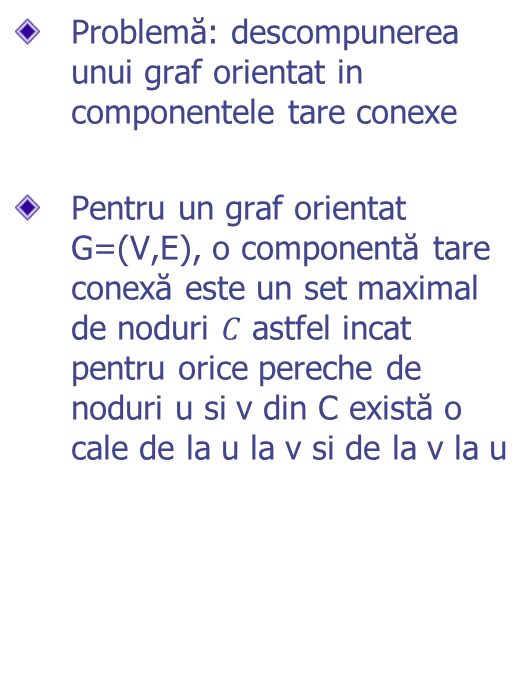 Problemă: descompunerea
unui graf orientat in
componentele tare conexe
Pentru un graf orientat
G=(V,E), o componentă tare
conexă este un set maximal
de noduri 𝐶 astfel incat
pentru orice pereche de
noduri u si v din C există o
cale de la u la v si de la v la u